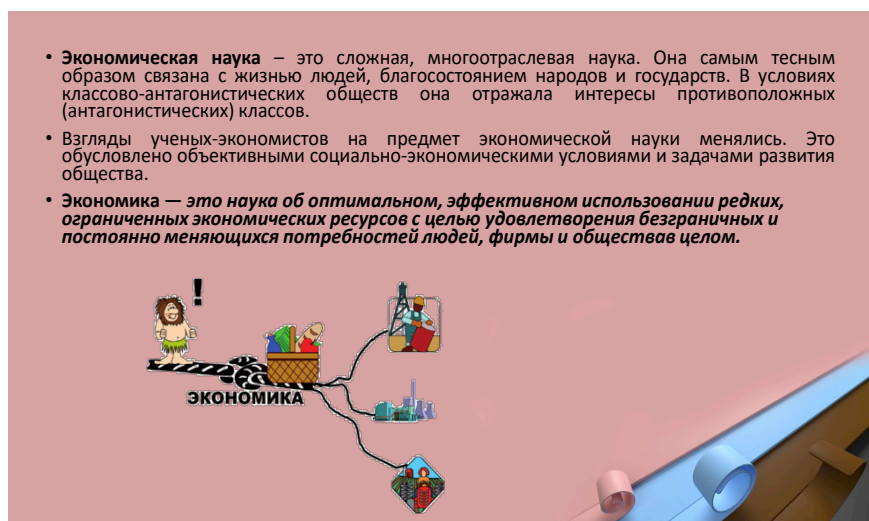 • Экономическая наука – это сложная, многоотраслевая наука. Она самым тесным
образом связана с жизнью людей, благосостоянием народов и государств. В условиях
классово-антагонистических обществ она отражала интересы противоположных
(антагонистических) классов.
• Взгляды ученых-экономистов на предмет экономической науки менялись. Это
обусловлено объективными социально-экономическими условиями и задачами развития
общества.
• Экономика — это наука об оптимальном, эффективном использовании редких,
ограниченных экономических ресурсов с целью удовлетворения безграничных и
постоянно меняющихся потребностей людей, фирмы и обществав целом.
!
ЭКОНОМИКА